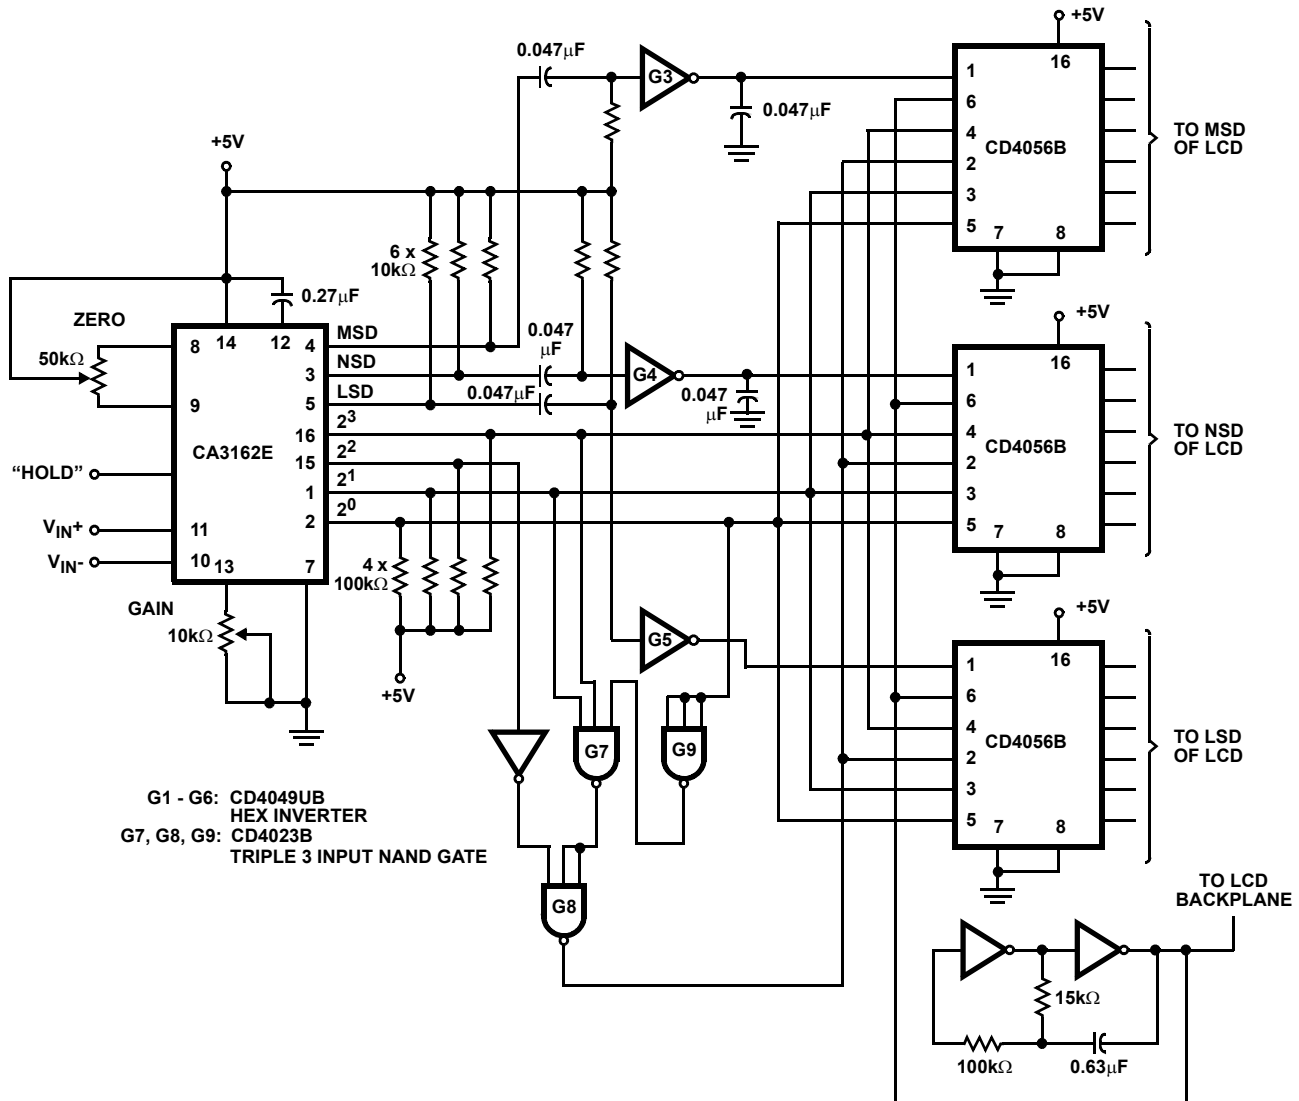 +5V
16
1
6
4
2
3
5
CD4056B
7
8
TO MSD
OF LCD
0.047µF
G3
0.047µF
+5V
6 x
10kΩ
0.27µF
ZERO
50kΩ
8
14
12
4
MSD
9
3
NSD
5
LSD
CA3162E
16
2³
15
2²
1
2¹
2
2⁰
"HOLD"
VIN+
11
VIN-
10
13
7
GAIN
10kΩ
0.047
µF
0.047µF
G4
0.047
µF
4 x
100kΩ
+5V
+5V
16
1
6
4
2
3
5
CD4056B
7
8
TO NSD
OF LCD
G5
G7
G9
G8
+5V
16
1
6
4
2
3
5
CD4056B
7
8
TO LSD
OF LCD
G1 - G6: CD4049UB
HEX INVERTER
G7, G8, G9: CD4023B
TRIPLE 3 INPUT NAND GATE
TO LCD
BACKPLANE
15kΩ
100kΩ
0.63µF